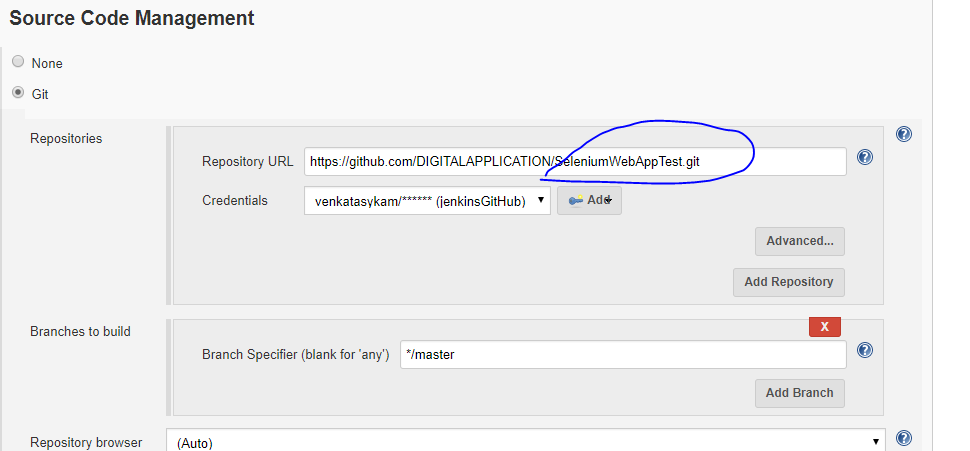 Source Code Management
None
Git
Repositories
Repository URL https://github.com/DIGITALAPPLICATION/SeleniumWebAppTest.git
Credentials venkatasykam/****** (jenkinsGitHub) Add
Advanced...
Add Repository
Branches to build
X
Branch Specifier (blank for 'any') */master
Add Branch
Repository browser (Auto)